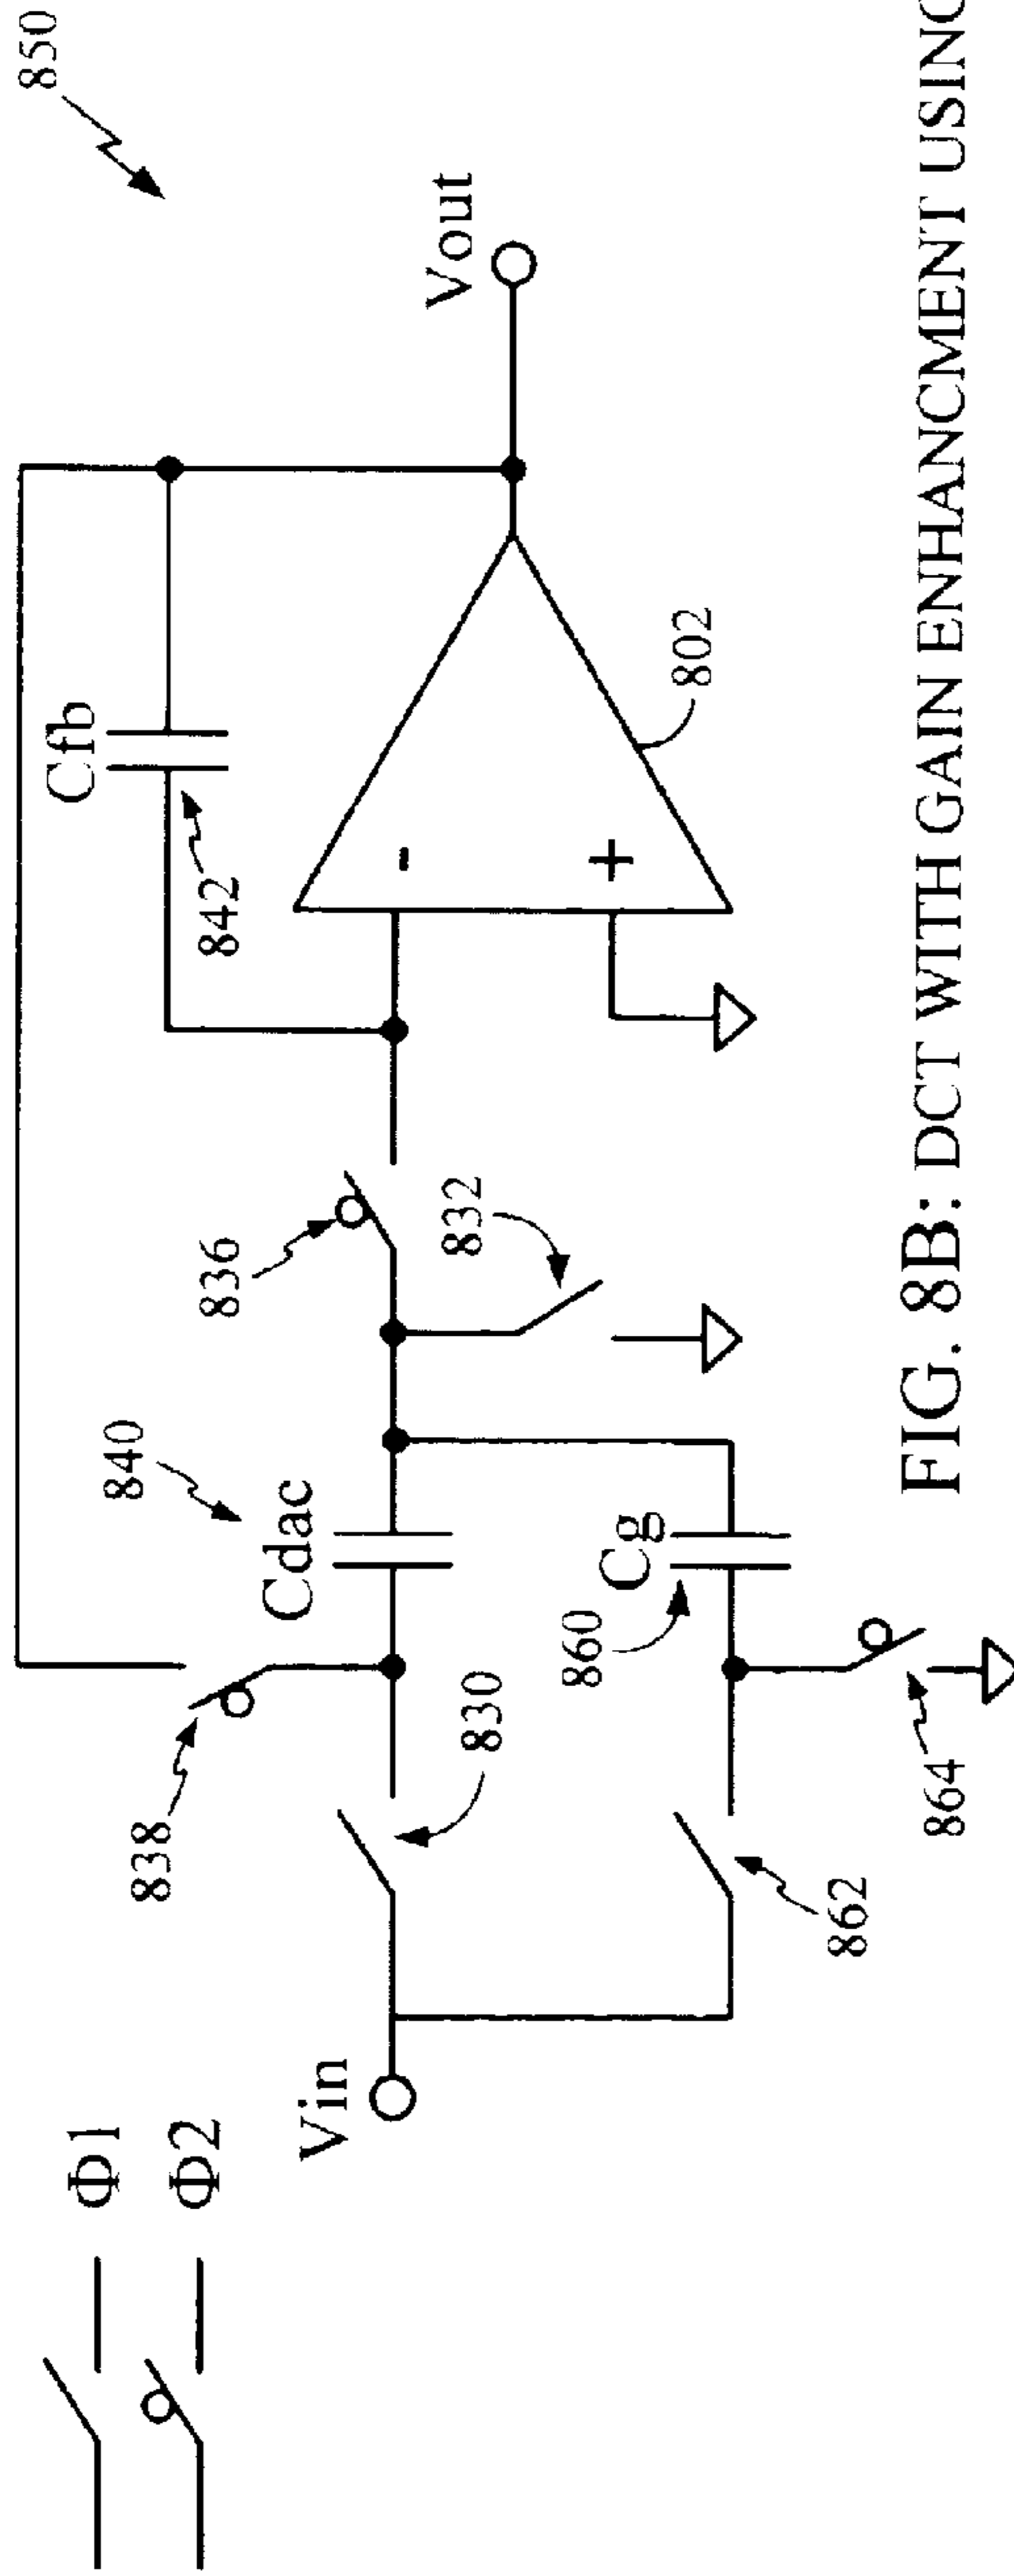 850
Φ1
Φ2
838
840
Cdac
836
832
Cfb
842
Vout
Vin
830
-
+
802
860
Cg
862
864
FIG. 8B: DCT WITH GAIN ENHANCMENT USING